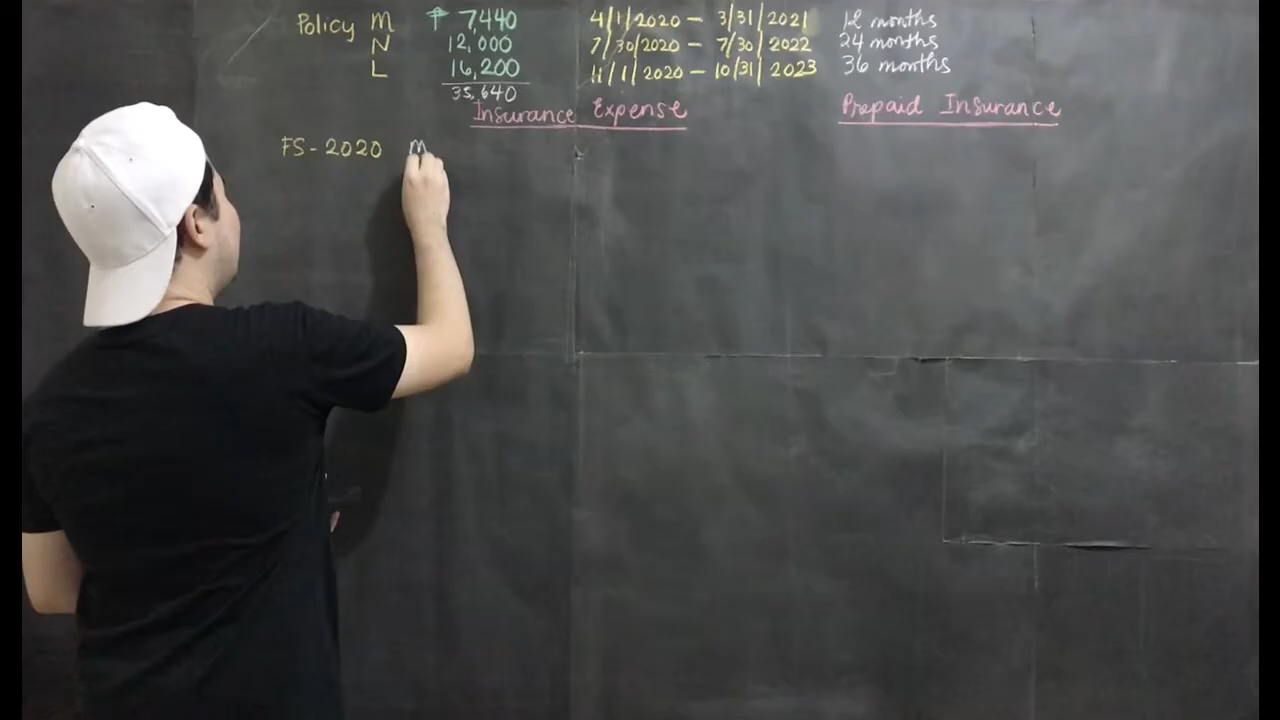 Policy M ₱ 7,440 4/1/2020 - 3/31/2021 12 months
N 12,000 7/30/2020 - 7/30/2022 24 months
L 16,200 11/1/2020 - 10/31/2023 36 months
35,640
Insurance Expense Prepaid Insurance
FS - 2020 M